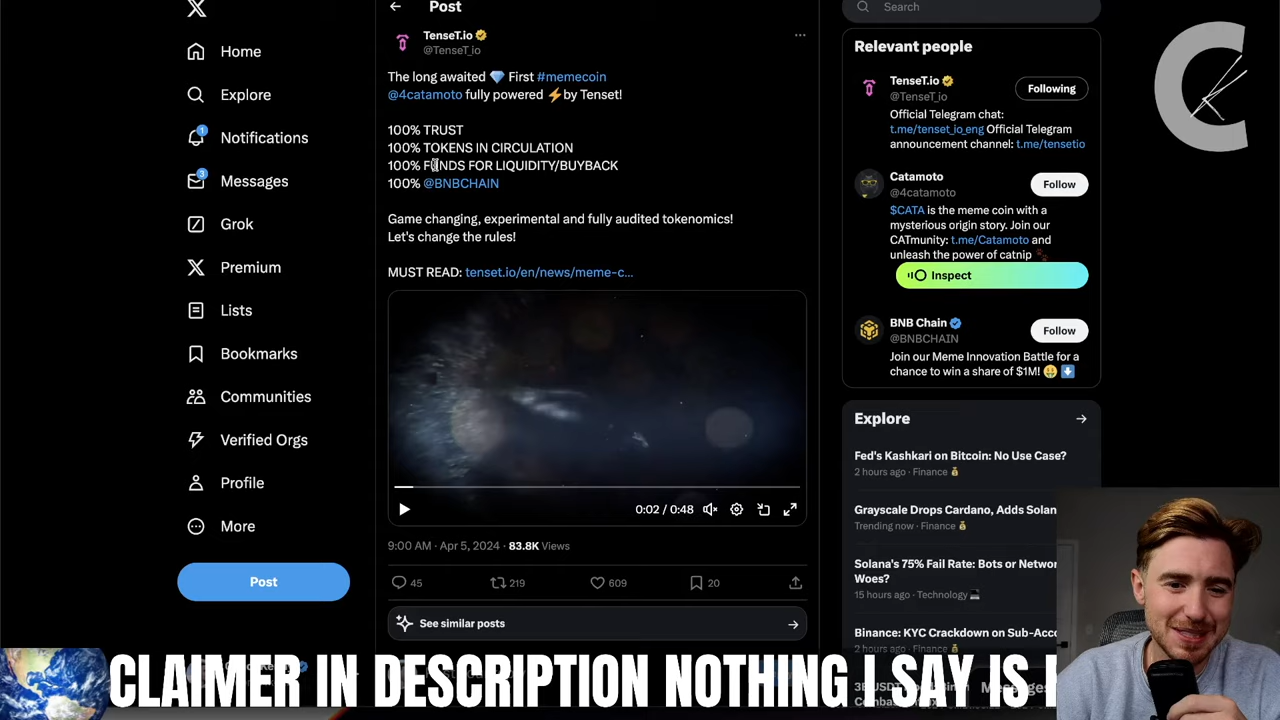 Home
Explore
1
Notifications
3
Messages
Grok
Premium
Lists
Bookmarks
Communities
Verified Orgs
Profile
More
Post
Post
TenseT.io
@TenseT_io
The long awaited 💎 First #memecoin
@4catamoto fully powered ⚡by Tenset!
100% TRUST
100% TOKENS IN CIRCULATION
100% FUNDS FOR LIQUIDITY/BUYBACK
100% @BNBCHAIN
Game changing, experimental and fully audited tokenomics!
Let's change the rules!
MUST READ: tenset.io/en/news/meme-c...
0:02 / 0:48
9:00 AM · Apr 5, 2024 · 83.8K Views
45
219
609
20
See similar posts
Search
Relevant people
TenseT.io
@TenseT_io
Following
Official Telegram chat:
t.me/tenset_io_eng Official Telegram
announcement channel: t.me/tensetio
Catamoto
@4catamoto
Follow
$CATA is the meme coin with a
mysterious origin story. Join our
CATmunity: t.me/Catamoto and
unleash the power of catnip 🐾
Inspect
BNB Chain
@BNBCHAIN
Follow
Join our Meme Innovation Battle for a
chance to win a share of $1M! 🤑 ⬇️
Explore
Fed's Kashkari on Bitcoin: No Use Case?
2 hours ago · Finance 💰
Grayscale Drops Cardano, Adds Solan
Trending now · Finance 💰
Solana's 75% Fail Rate: Bots or Networ
Woes?
15 hours ago · Technology
Binance: KYC Crackdown on Sub-Acco
2 hours ago · Finance
Messages
CLAIMER IN DESCRIPTION NOTHING I SAY IS